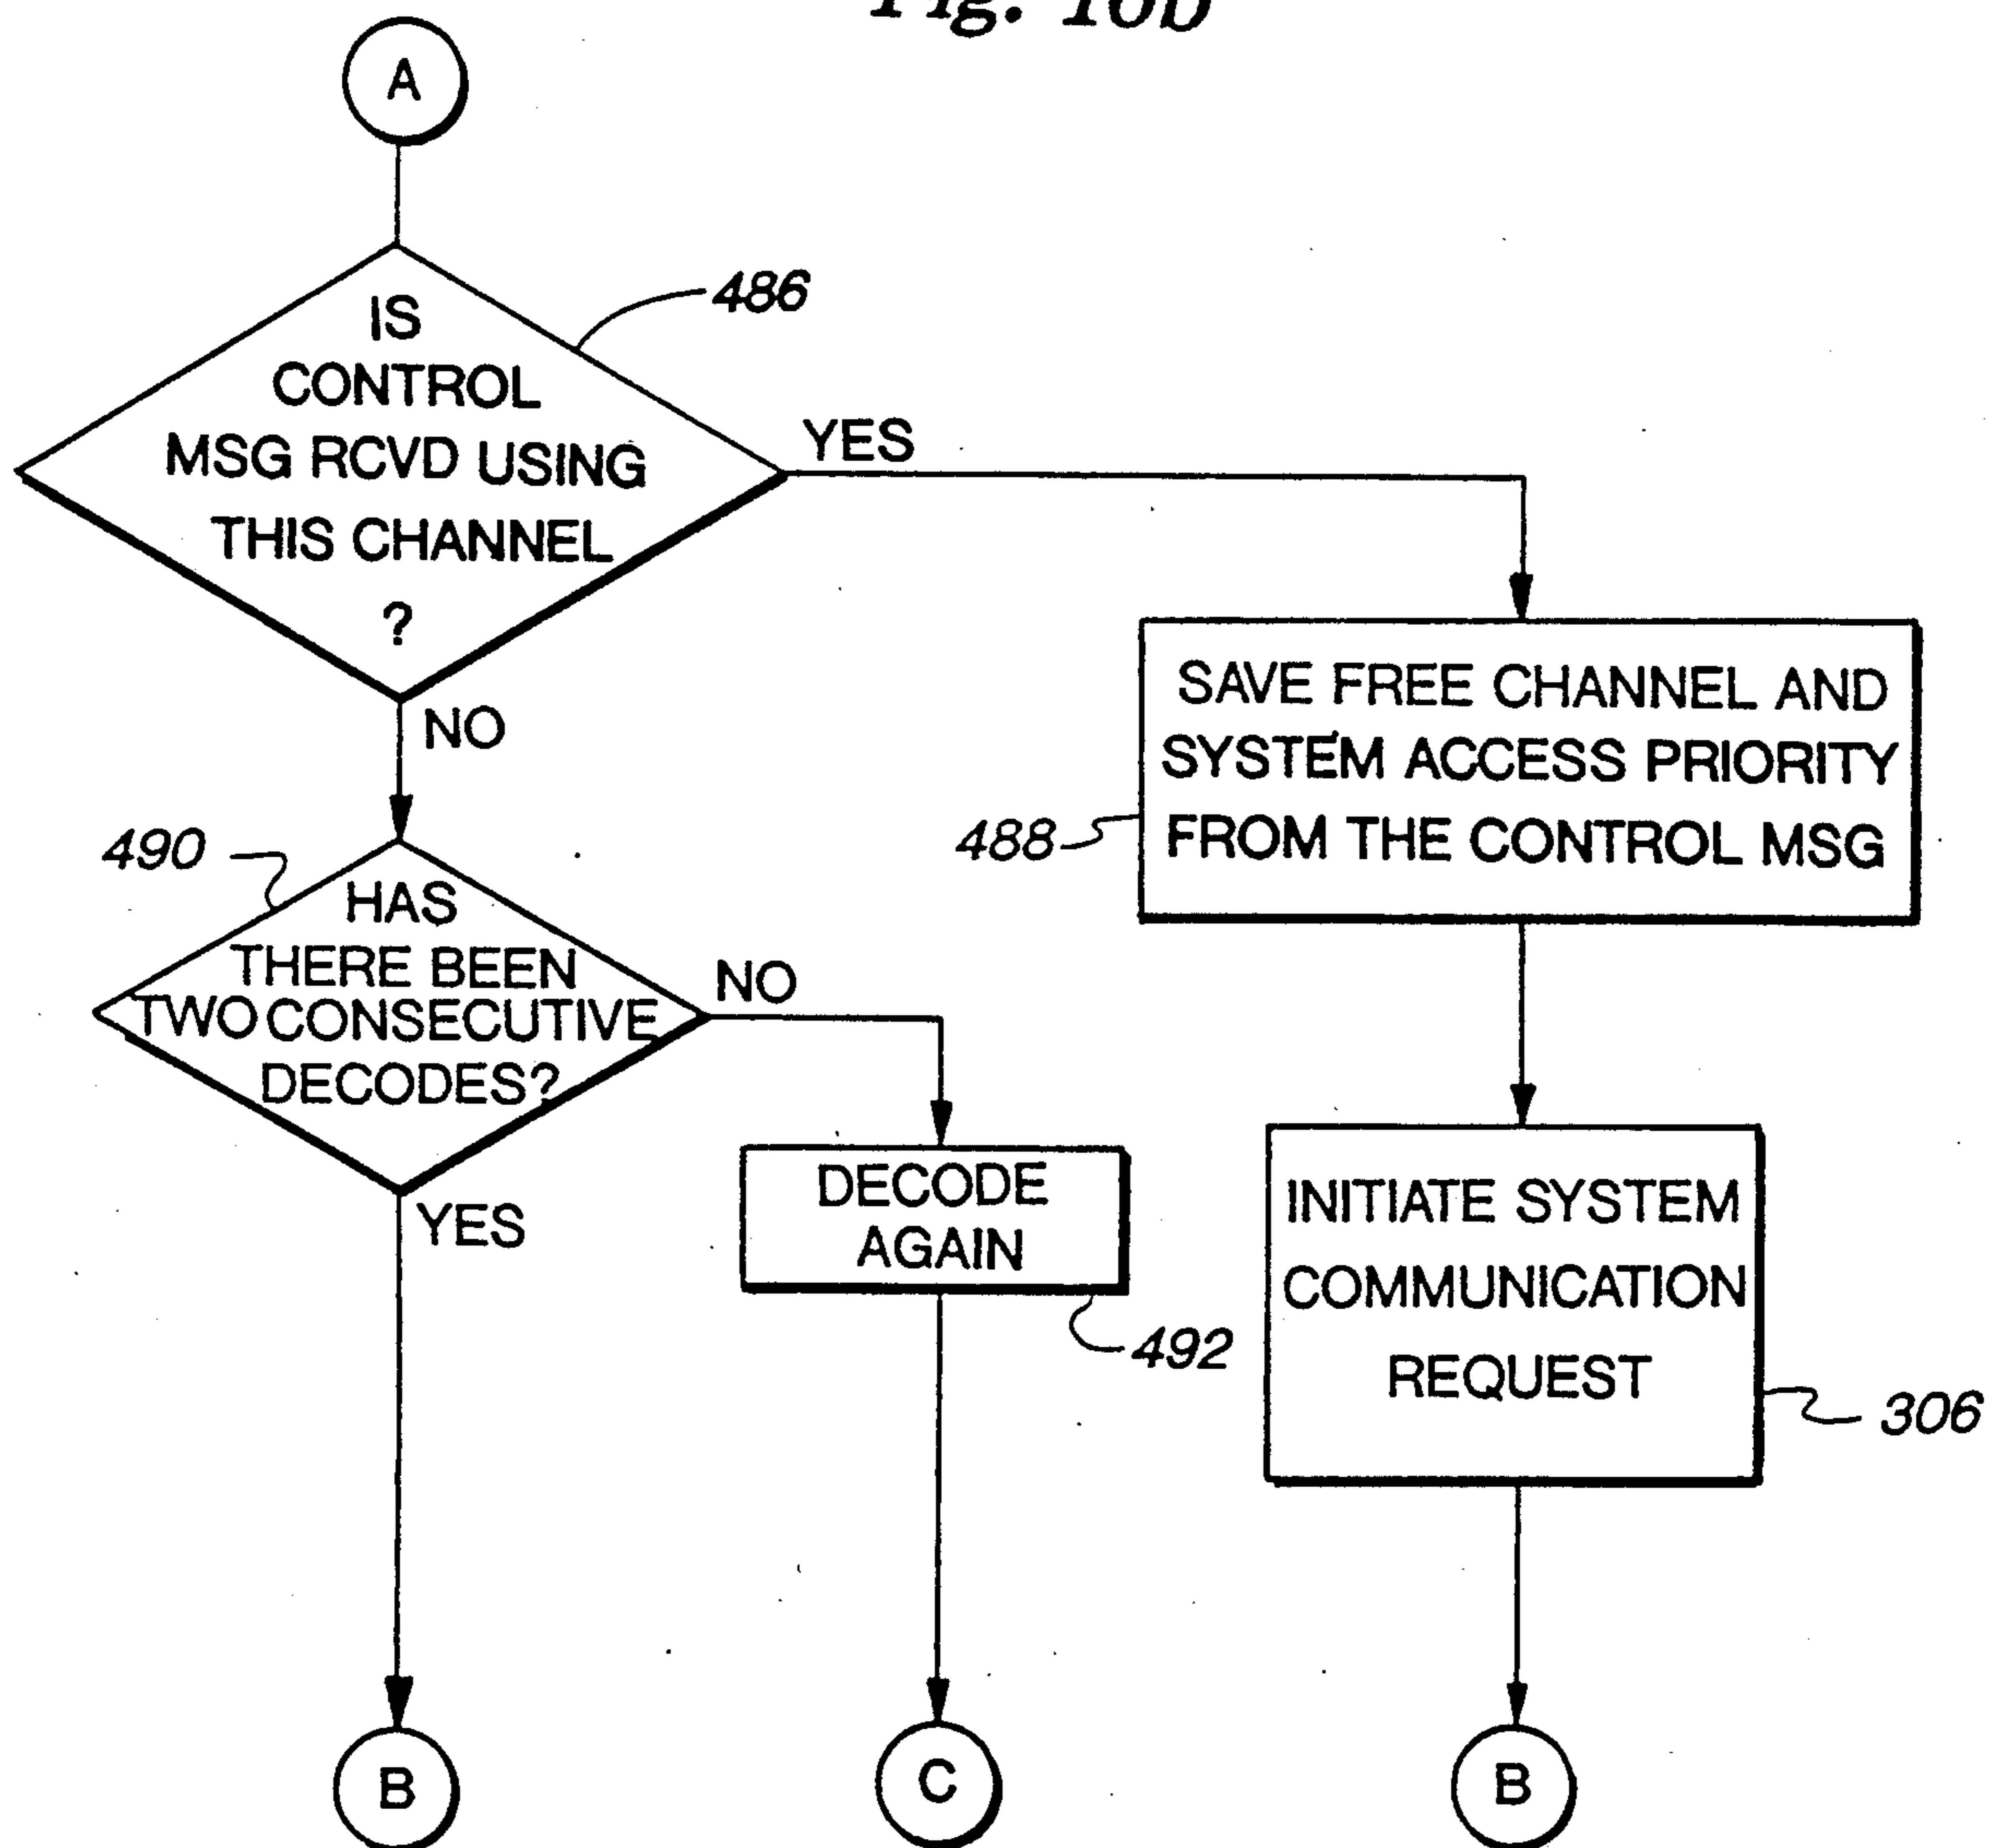 Fig. 10b
A
IS
CONTROL
MSG RCVD USING
THIS CHANNEL
?
486
YES
NO
SAVE FREE CHANNEL AND
SYSTEM ACCESS PRIORITY
FROM THE CONTROL MSG
488
490
HAS
THERE BEEN
TWO CONSECUTIVE
DECODES?
NO
YES
DECODE
AGAIN
492
INITIATE SYSTEM
COMMUNICATION
REQUEST
306
B
C
B